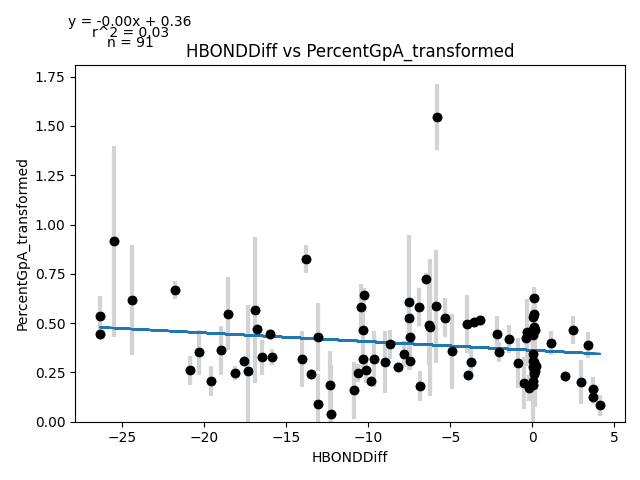 y = -0.00x + 0.36
r^2 = 0.03
n = 91
HBONDDiff vs PercentGpA_transformed
PercentGpA_transformed
1.75
1.50
1.25
1.00
0.75
0.50
0.25
0.00
−25
−20
−15
−10
−5
0
5
HBONDDiff